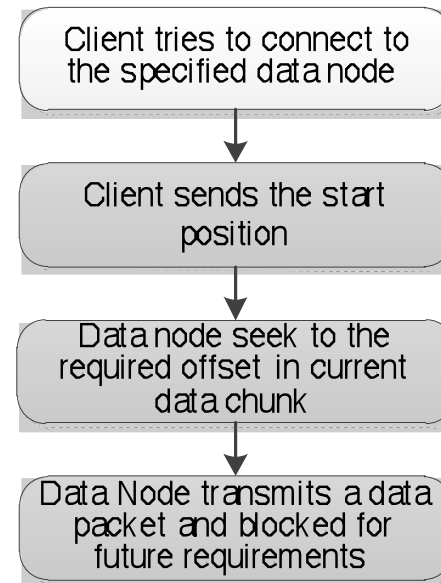 Client tries to connect to
the specified data node
Client sends the start
position
Data node seek to the
required offset in current
data chunk
Data Node transmits a data
packet and blocked for
future requirements